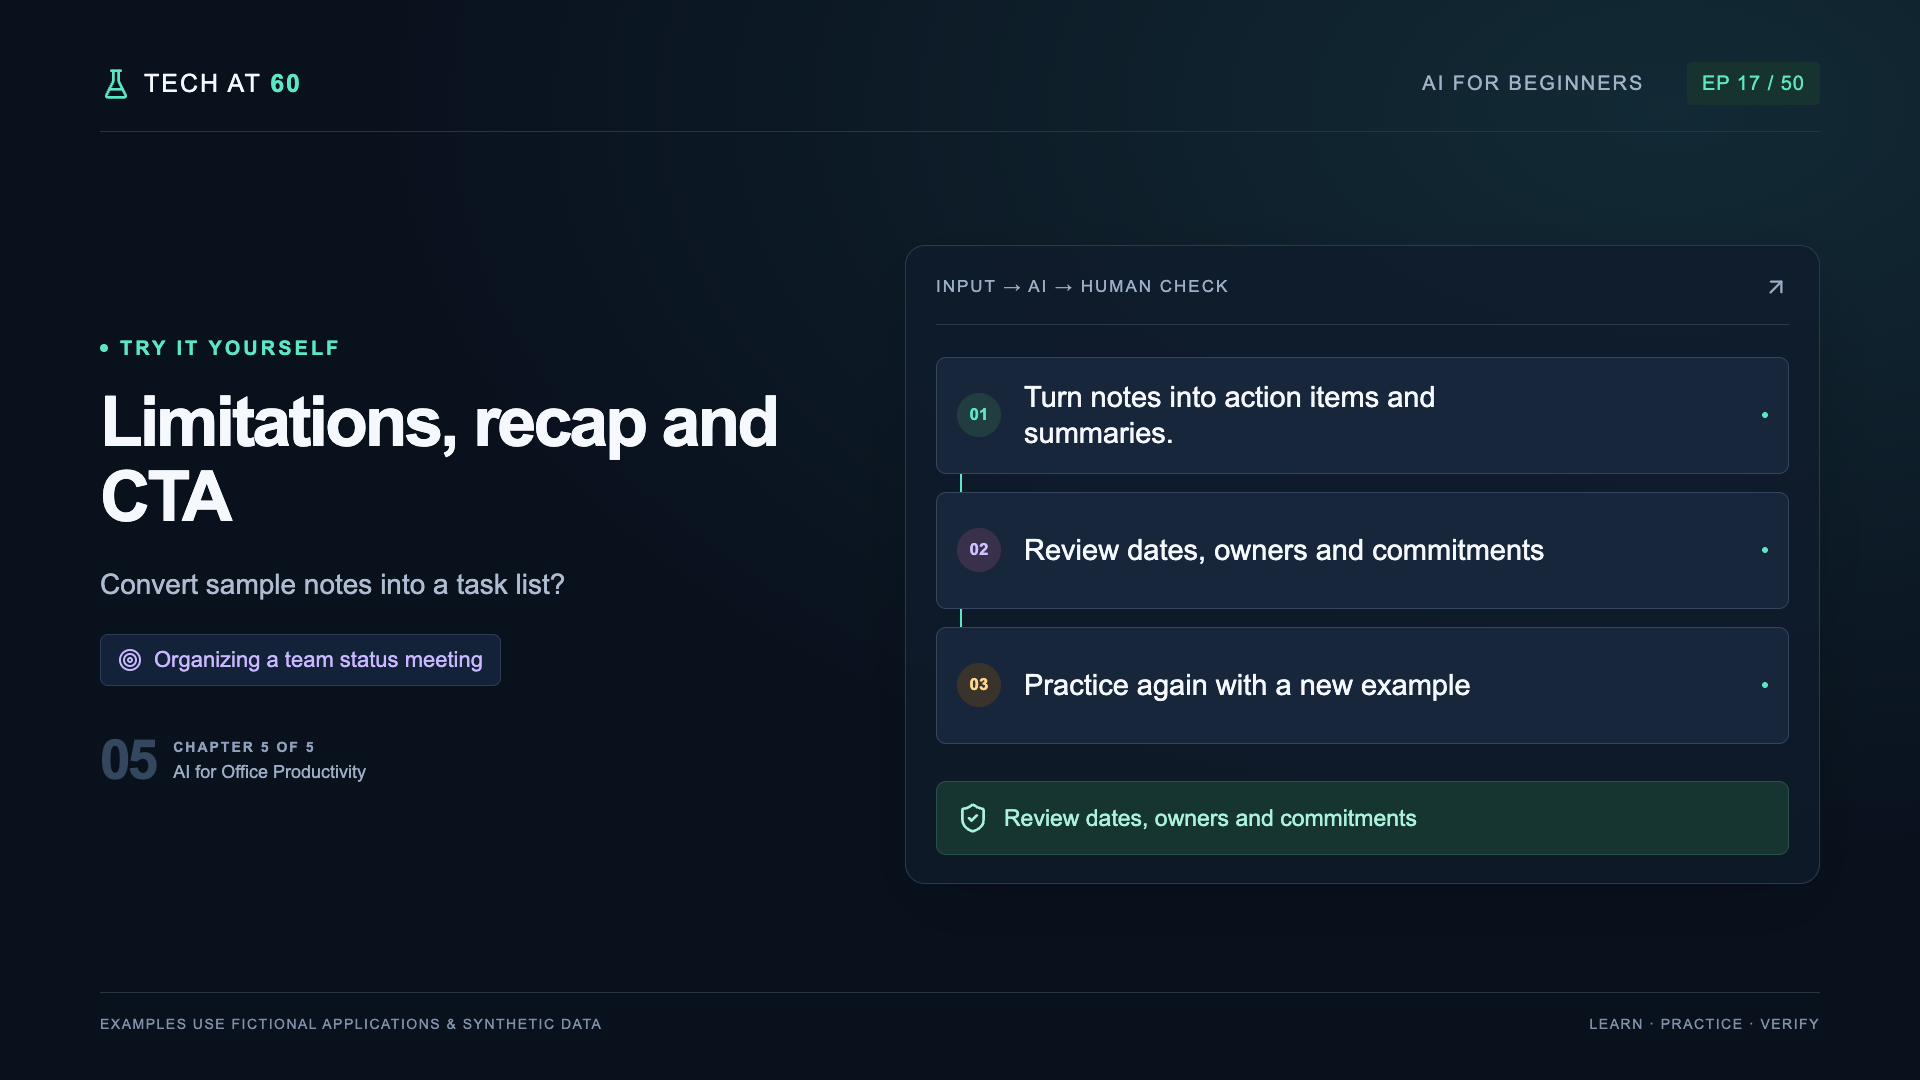 TECH AT 60
AI FOR BEGINNERS
EP 17 / 50
• TRY IT YOURSELF
Limitations, recap and
CTA
Convert sample notes into a task list?
Organizing a team status meeting
05
CHAPTER 5 OF 5
AI for Office Productivity
INPUT → AI → HUMAN CHECK
01
Turn notes into action items and
summaries.
02
Review dates, owners and commitments
03
Practice again with a new example
Review dates, owners and commitments
EXAMPLES USE FICTIONAL APPLICATIONS & SYNTHETIC DATA
LEARN · PRACTICE · VERIFY